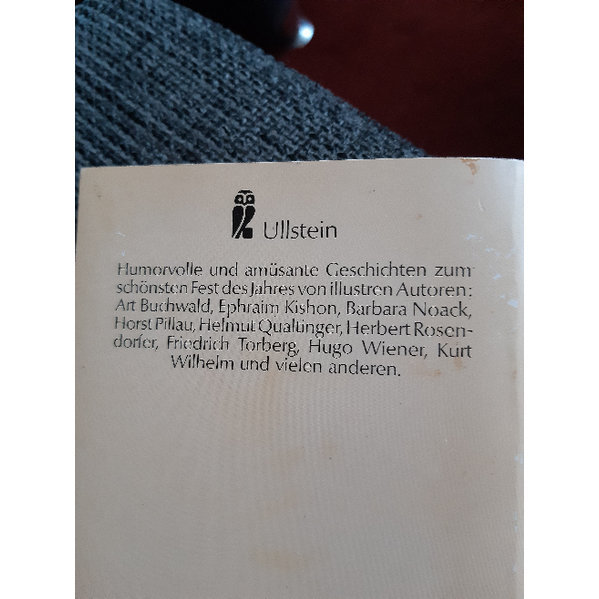 Ullstein
Humorvolle und amüsante Geschichten zum
schönsten Fest des Jahres von illustren Autoren:
Art Buchwald, Ephraim Kishon, Barbara Noack,
Horst Pillau, Helmut Qualtinger, Herbert Rosen-
dorfer, Friedrich Torberg, Hugo Wiener, Kurt
Wilhelm und vielen anderen.